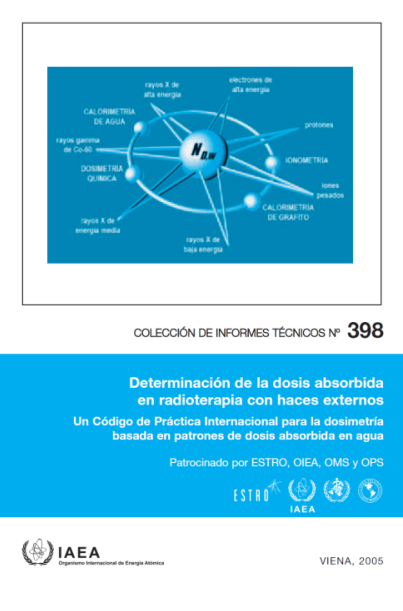 electrones de
alta energía
rayos X de
alta energía
CALORIMETRÍA
DE AGUA
protones
rayos gamma
de Co-60
N D,w
IONOMETRÍA
DOSIMETRÍA
QUÍMICA
iones
pesados
CALORIMETRÍA
DE GRAFITO
rayos X de
energía media
rayos X de
baja energía
COLECCIÓN DE INFORMES TÉCNICOS Nº 398
Determinación de la dosis absorbida
en radioterapia con haces externos
Un Código de Práctica Internacional para la dosimetría
basada en patrones de dosis absorbida en agua
Patrocinado por ESTRO, OIEA, OMS y OPS
ESTRO
IAEA
IAEA
Organismo Internacional de Energía Atómica
VIENA, 2005